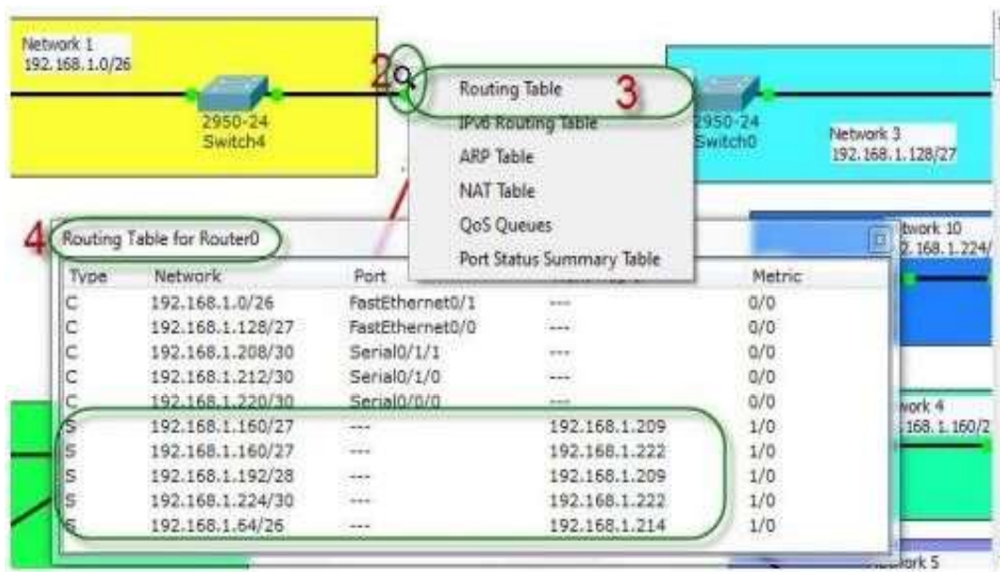 Network 1
192.168.1.0/26
2
Routing Table
3
IPv6 Routing Table
ARP Table
NAT Table
QoS Queues
Port Status Summary Table
2950-24
Switch4
2950-24
Switch0
Network 3
192.168.1.128/27
4
Routing Table for Router0
twork 10
2.168.1.224/
Type Network Port Metric
C 192.168.1.0/26 FastEthernet0/1 --- 0/0
C 192.168.1.128/27 FastEthernet0/0 --- 0/0
C 192.168.1.208/30 Serial0/1/1 --- 0/0
C 192.168.1.212/30 Serial0/1/0 --- 0/0
C 192.168.1.220/30 Serial0/0/0 --- 0/0
S 192.168.1.160/27 --- 192.168.1.209 1/0
S 192.168.1.160/27 --- 192.168.1.222 1/0
S 192.168.1.192/28 --- 192.168.1.209 1/0
S 192.168.1.224/30 --- 192.168.1.222 1/0
S 192.168.1.64/26 --- 192.168.1.214 1/0
work 4
168.1.160/2
work 5